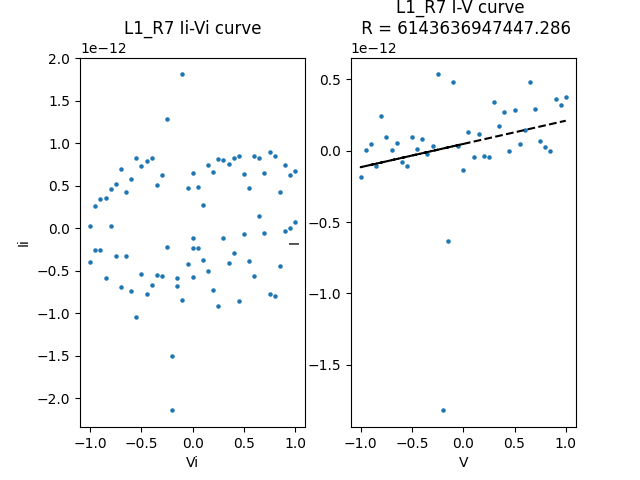 L1_R7 Ii-Vi curve
1e−12
2.0
1.5
1.0
0.5
0.0
−0.5
−1.0
−1.5
−2.0
Ii
−1.0 −0.5 0.0 0.5 1.0
Vi
L1_R7 I-V curve
R = 6143636947447.286
1e−12
0.5
0.0
−0.5
−1.0
−1.5
I
−1.0 −0.5 0.0 0.5 1.0
V